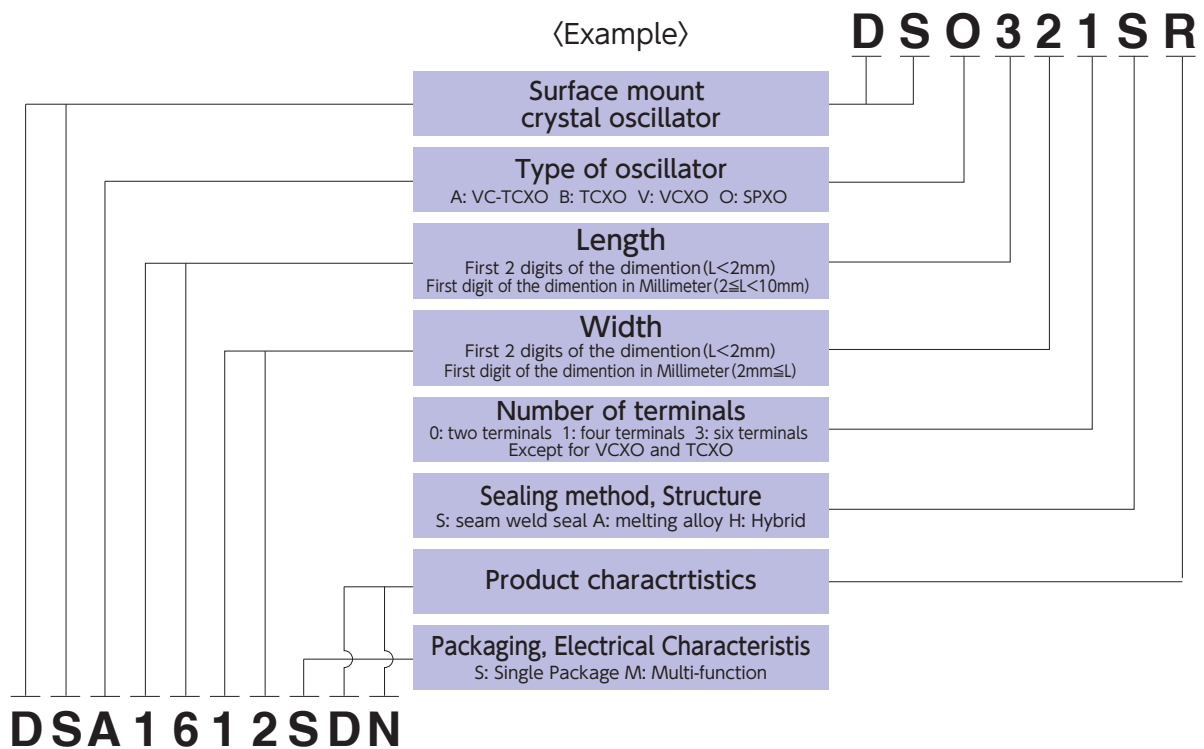 〈Example〉
DSO321SR
Surface mount
crystal oscillator
Type of oscillator
A: VC-TCXO B: TCXO V: VCXO O: SPXO
Length
First 2 digits of the dimention(L<2mm)
First digit of the dimention in Millimeter(2≦L<10mm)
Width
First 2 digits of the dimention(L<2mm)
First digit of the dimention in Millimeter(2mm≦L)
Number of terminals
0: two terminals 1: four terminals 3: six terminals
Except for VCXO and TCXO
Sealing method, Structure
S: seam weld seal A: melting alloy H: Hybrid
Product charactrtistics
Packaging, Electrical Characteristis
S: Single Package M: Multi-function
DSA1612SDN